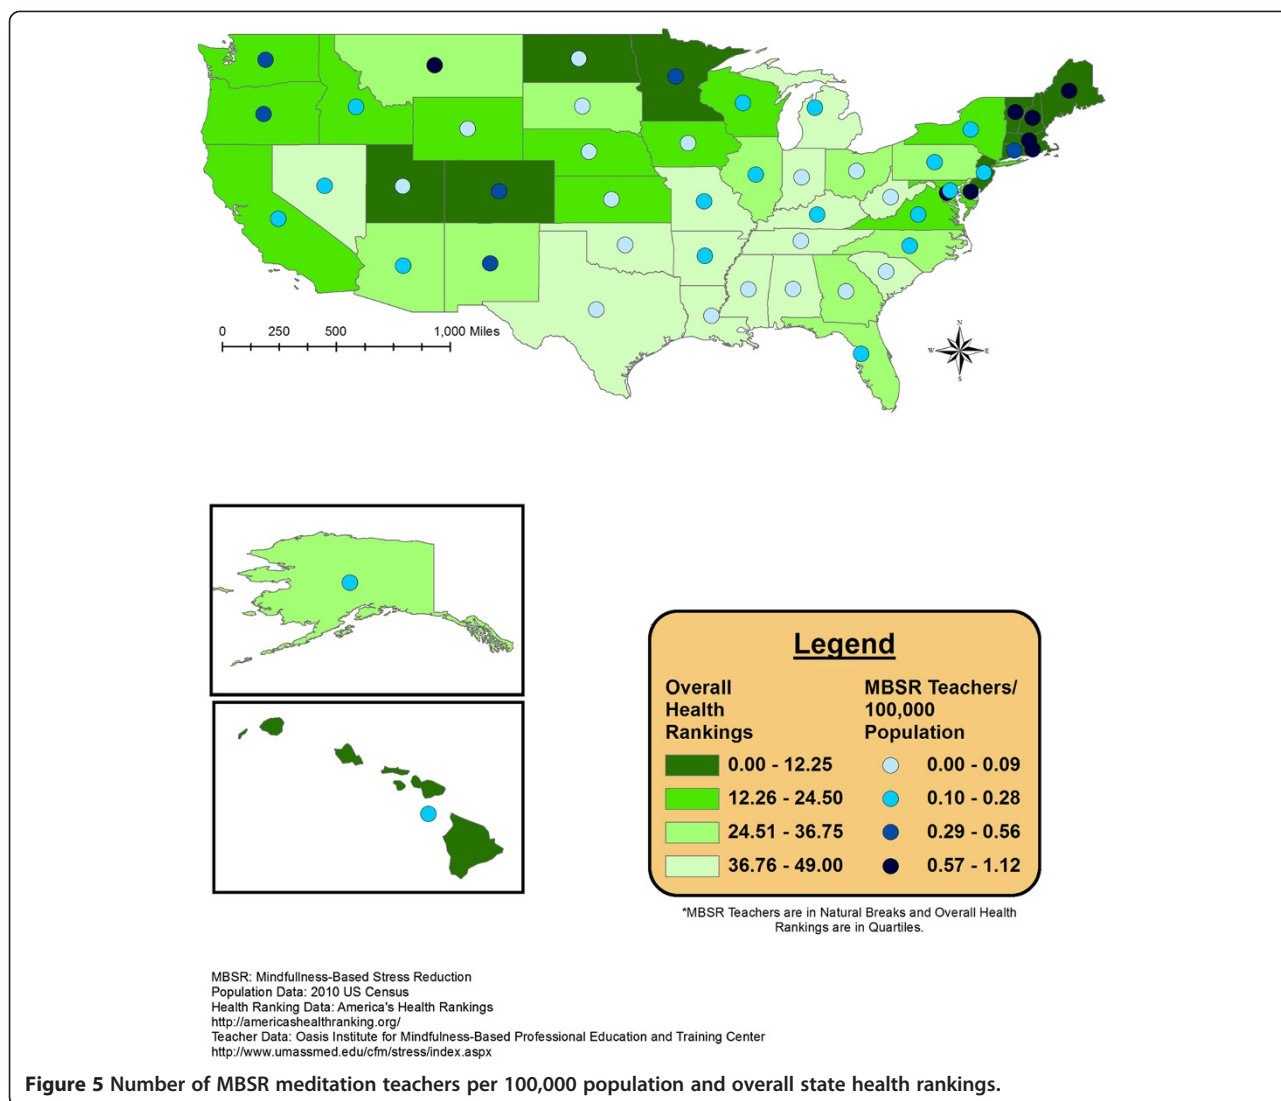 0 250 500 1,000 Miles
N
W E
S
Legend
Overall
Health
Rankings
MBSR Teachers/
100,000
Population
0.00 - 12.25 0.00 - 0.09
12.26 - 24.50 0.10 - 0.28
24.51 - 36.75 0.29 - 0.56
36.76 - 49.00 0.57 - 1.12
*MBSR Teachers are in Natural Breaks and Overall Health
Rankings are in Quartiles.
MBSR: Mindfullness-Based Stress Reduction
Population Data: 2010 US Census
Health Ranking Data: America's Health Rankings
http://americashealthranking.org/
Teacher Data: Oasis Institute for Mindfulness-Based Professional Education and Training Center
http://www.umassmed.edu/cfm/stress/index.aspx
Figure 5 Number of MBSR meditation teachers per 100,000 population and overall state health rankings.